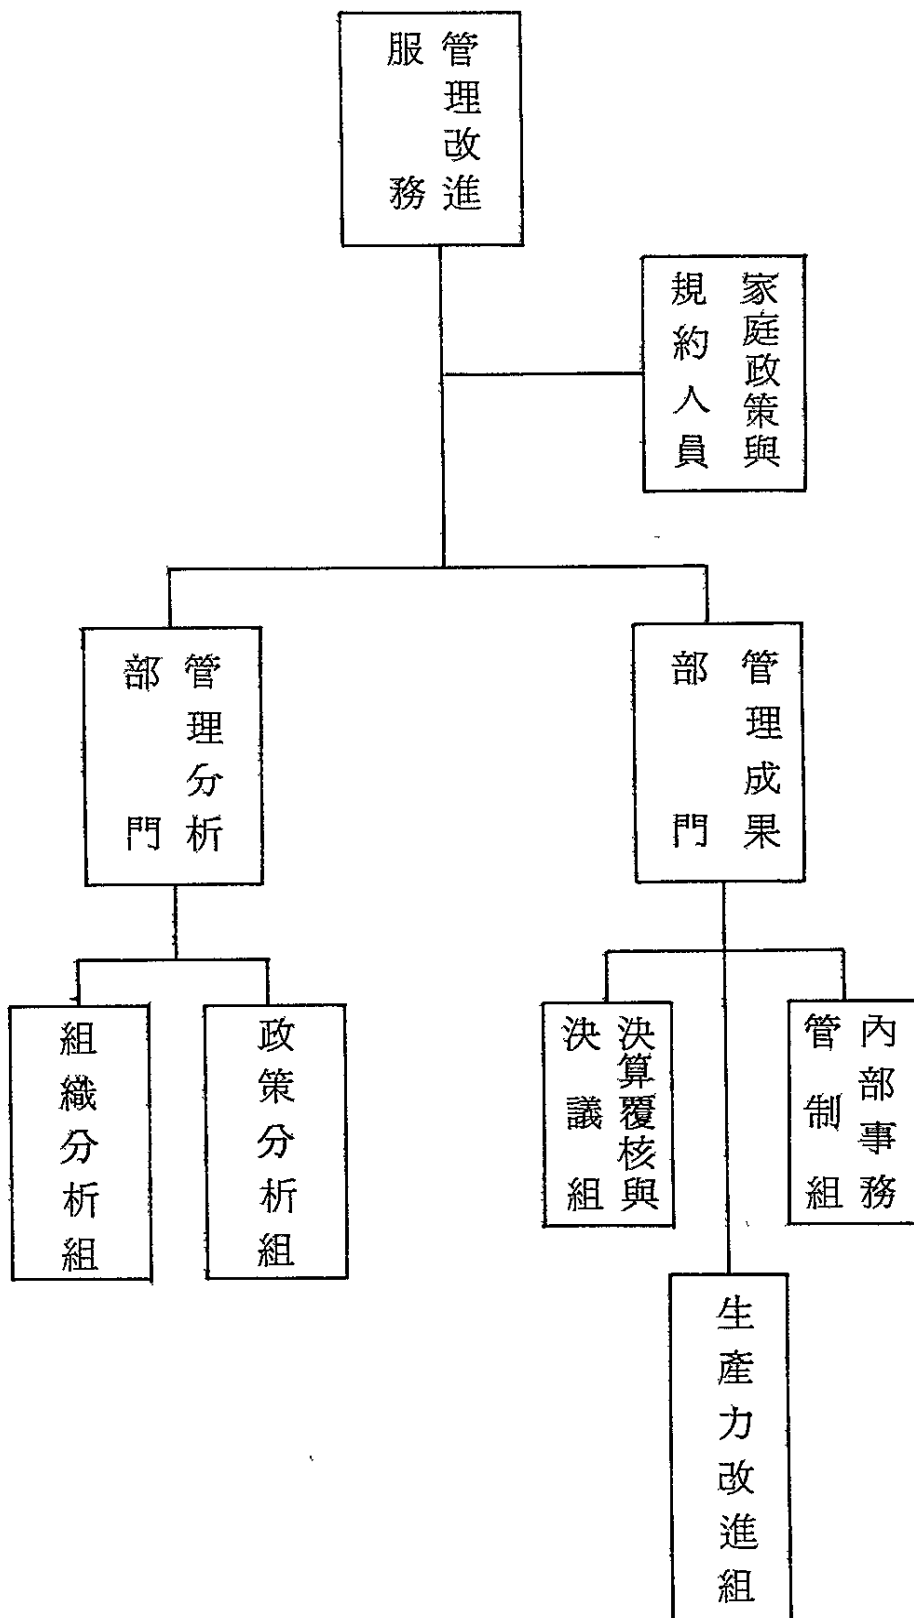 管理改進
服務
家庭政策與
規約人員
管理成果
部門
管理分析
部門
內部事務
管制組
決算覆核與
決議組
政策分析組
組織分析組
生產力改進組